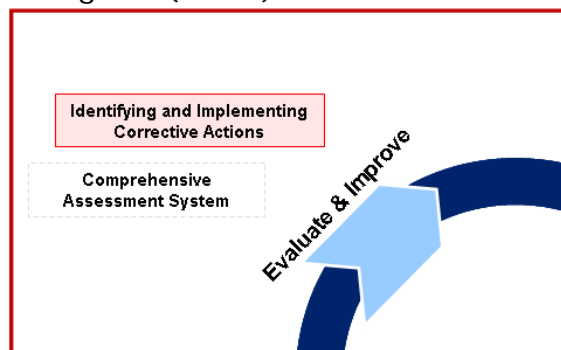 Identifying and Implementing
Corrective Actions
Comprehensive
Assessment System
Evaluate & Improve